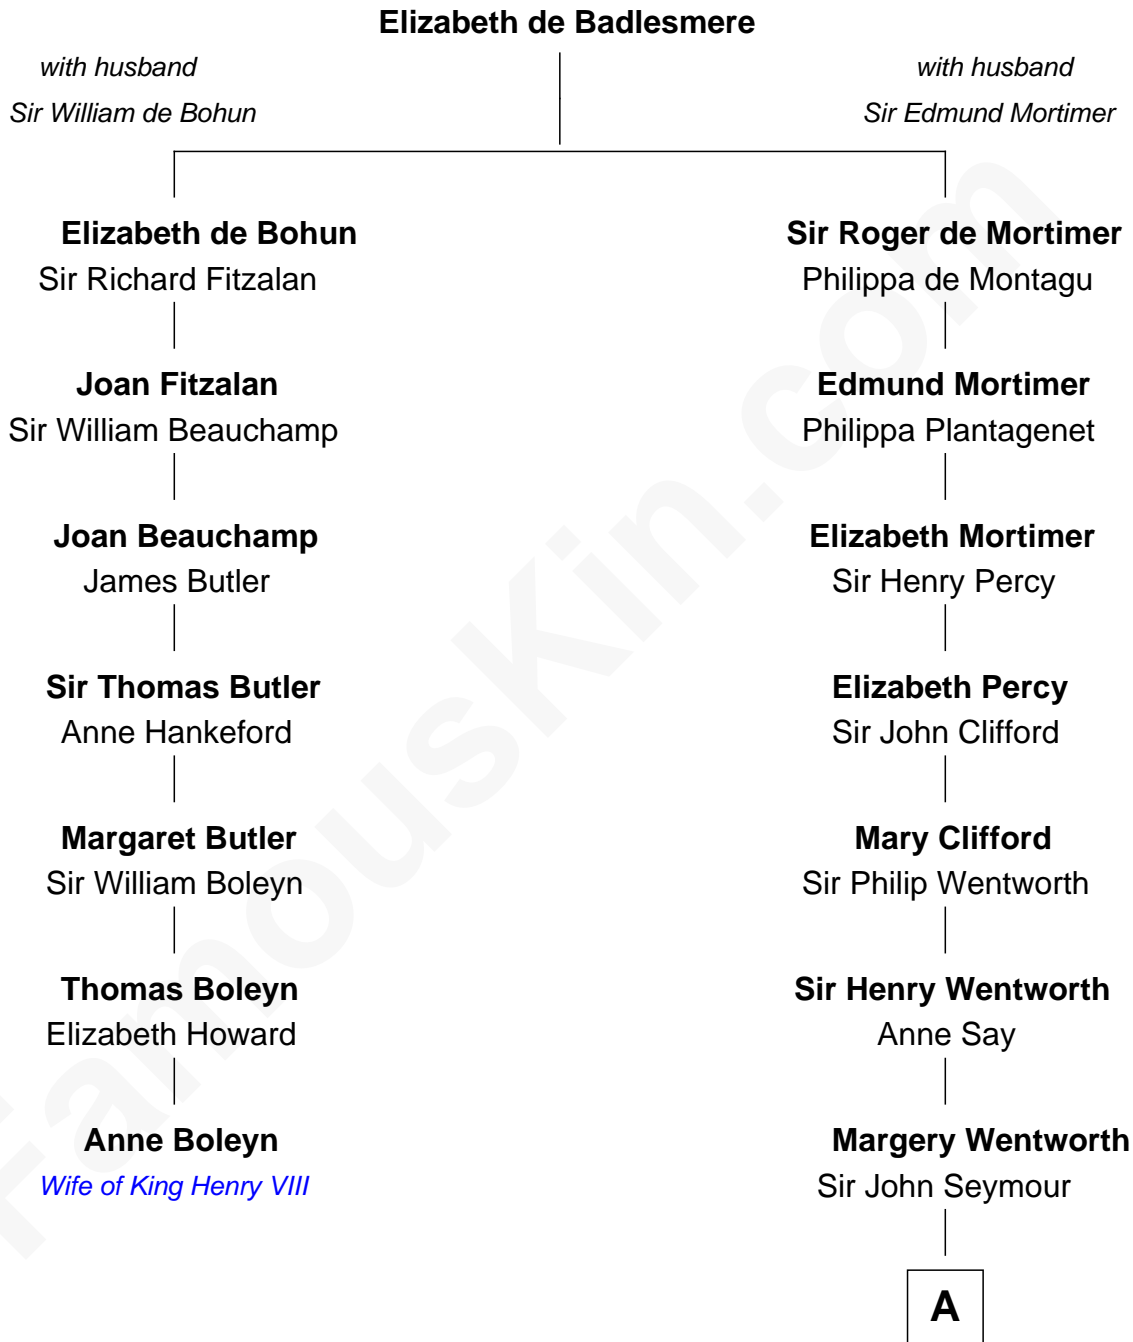 Elizabeth de Badlesmere
with husband
Sir William de Bohun
with husband
Sir Edmund Mortimer
Elizabeth de Bohun
Sir Richard Fitzalan
Sir Roger de Mortimer
Philippa de Montagu
Joan Fitzalan
Sir William Beauchamp
Edmund Mortimer
Philippa Plantagenet
Joan Beauchamp
James Butler
Elizabeth Mortimer
Sir Henry Percy
Sir Thomas Butler
Anne Hankeford
Elizabeth Percy
Sir John Clifford
Margaret Butler
Sir William Boleyn
Mary Clifford
Sir Philip Wentworth
Thomas Boleyn
Elizabeth Howard
Sir Henry Wentworth
Anne Say
Anne Boleyn
Wife of King Henry VIII
Margery Wentworth
Sir John Seymour
A
FamousKin.com